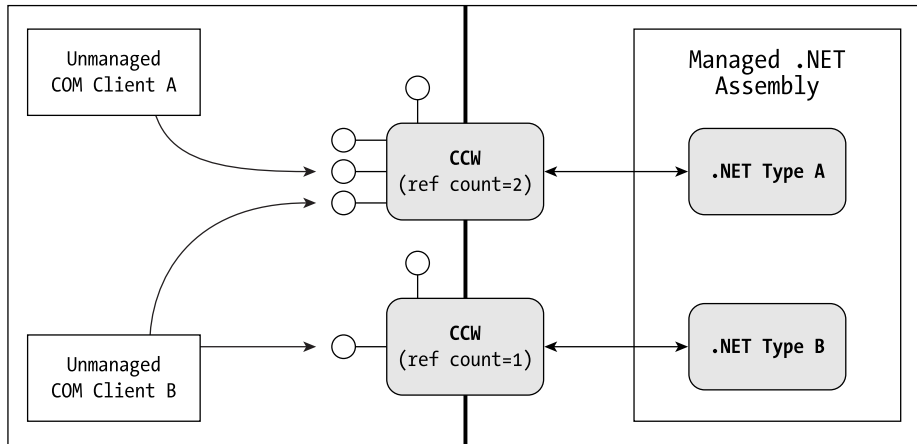 Unmanaged
COM Client A
Managed .NET
Assembly
CCW
(ref count=2)
.NET Type A
Unmanaged
COM Client B
CCW
(ref count=1)
.NET Type B